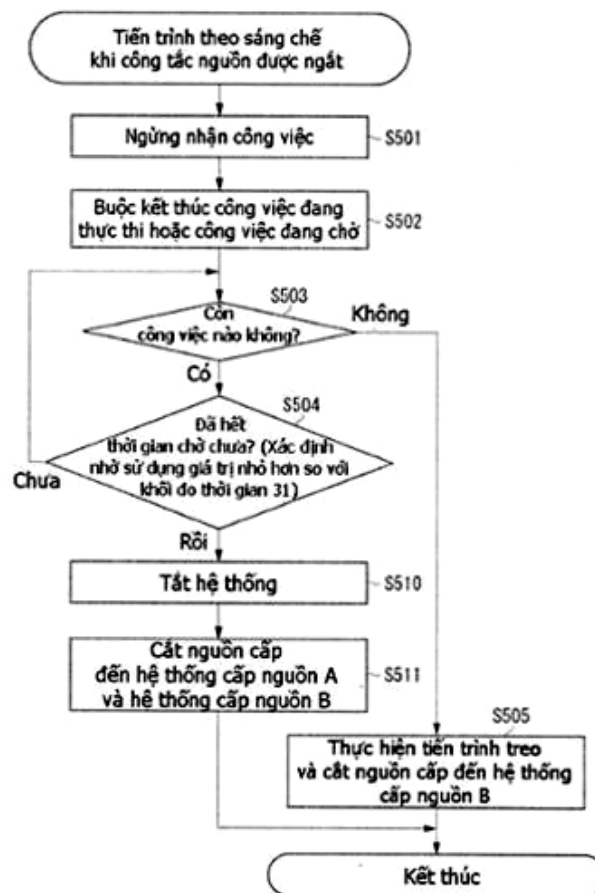 Tiến trình theo sáng chế
khi công tắc nguồn được ngắt
Ngừng nhận công việc
S501
Buộc kết thúc công việc đang
thực thi hoặc công việc đang chờ
S502
S503
Còn
công việc nào không?
Không
Có
S504
Đã hết
thời gian chờ chưa? (Xác định
nhờ sử dụng giá trị nhỏ hơn so với
khối đo thời gian 31)
Chưa
Rồi
Tắt hệ thống
S510
Cắt nguồn cấp
đến hệ thống cấp nguồn A
và hệ thống cấp nguồn B
S511
S505
Thực hiện tiến trình treo
và cắt nguồn cấp đến hệ thống
cấp nguồn B
Kết thúc